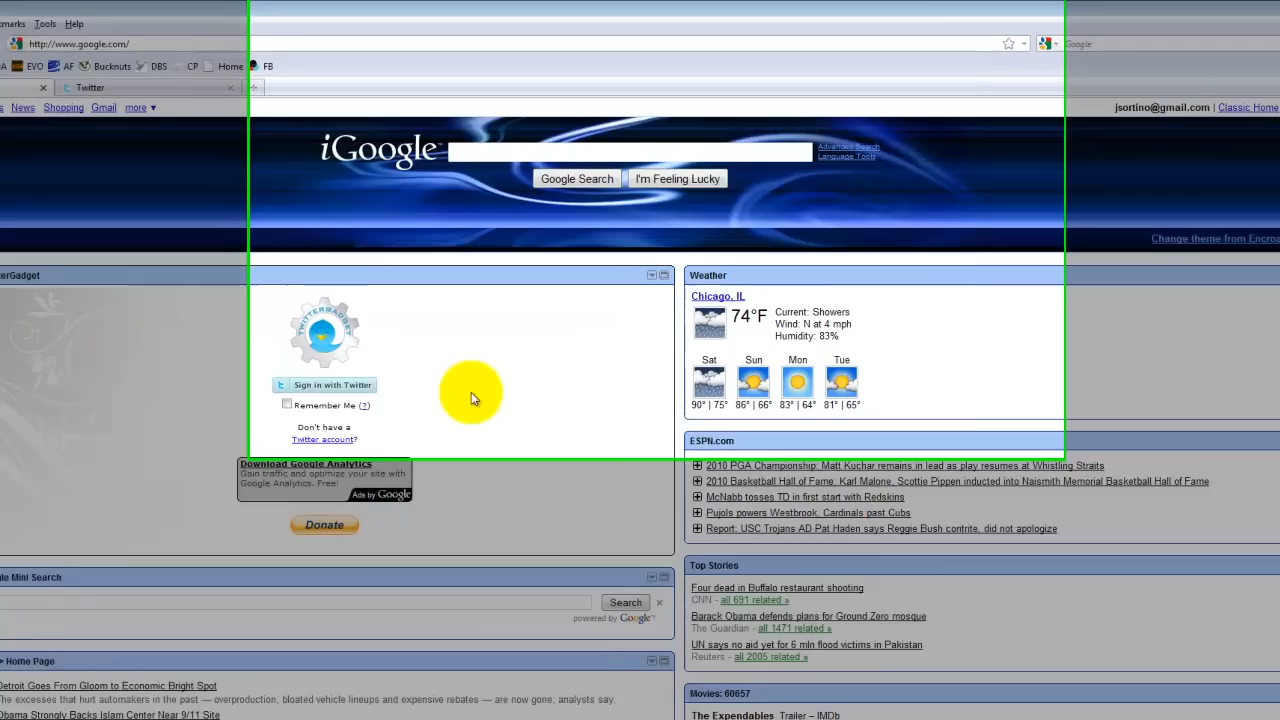 Tools Help
http://www.google.com/
Google
EVO AF Bucknuts DBS CP Home FB
Twitter
News Shopping Gmail more ▼
jsortino@gmail.com | Classic Home
iGoogle
Advanced Search
Language Tools
Google Search I'm Feeling Lucky
Change theme from
Weather
Chicago, IL
74°F
Current: Showers
Wind: N at 4 mph
Humidity: 83%
Sat Sun Mon Tue
90° | 75° 86° | 66° 83° | 64° 81° | 65°
TWITTERGADGET
Sign in with Twitter
Remember Me (?)
Don't have a
Twitter account?
Download Google Analytics
Gain traffic and optimize your site with
Google Analytics. Free!
Ads by Google
Donate
ESPN.com
2010 PGA Championship: Matt Kuchar remains in lead as play resumes at Whistling Straits
2010 Basketball Hall of Fame, Karl Malone, Scottie Pippen inducted into Naismith Memorial Basketball Hall of Fame
McNabb tosses TD in first start with Redskins
Pujols powers Westbrook, Cardinals past Cubs
Report: USC Trojans AD Pat Haden says Reggie Bush contrite, did not apologize
Mini Search
Search
powered by Google™
Top Stories
Four dead in Buffalo restaurant shooting
CNN - all 691 related »
Barack Obama defends plans for Ground Zero mosque
The Guardian - all 1471 related »
UN says no aid yet for 6 mln flood victims in Pakistan
Reuters - all 2005 related »
> Home Page
Detroit Goes From Gloom to Economic Bright Spot
The excesses that hurt automakers in the past — overproduction, bloated vehicle lineups and expensive rebates — are now gone, analysts say.
Obama Strongly Backs Islam Center Near 9/11 Site
Movies: 60657
The Expendables Trailer – IMDb